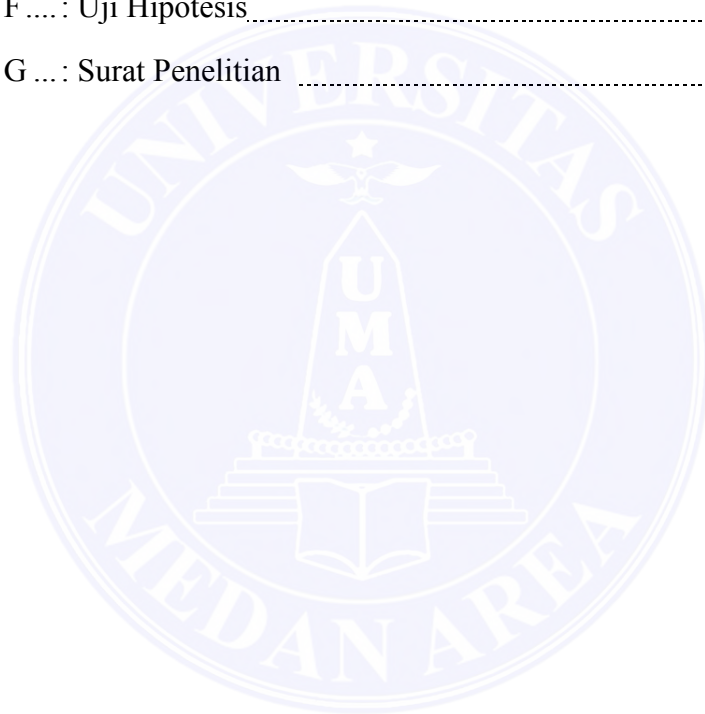 F ....: Uji Hipotesis
G ...: Surat Penelitian
UNIVERSITAS
U
M
A
MEDAN AREA